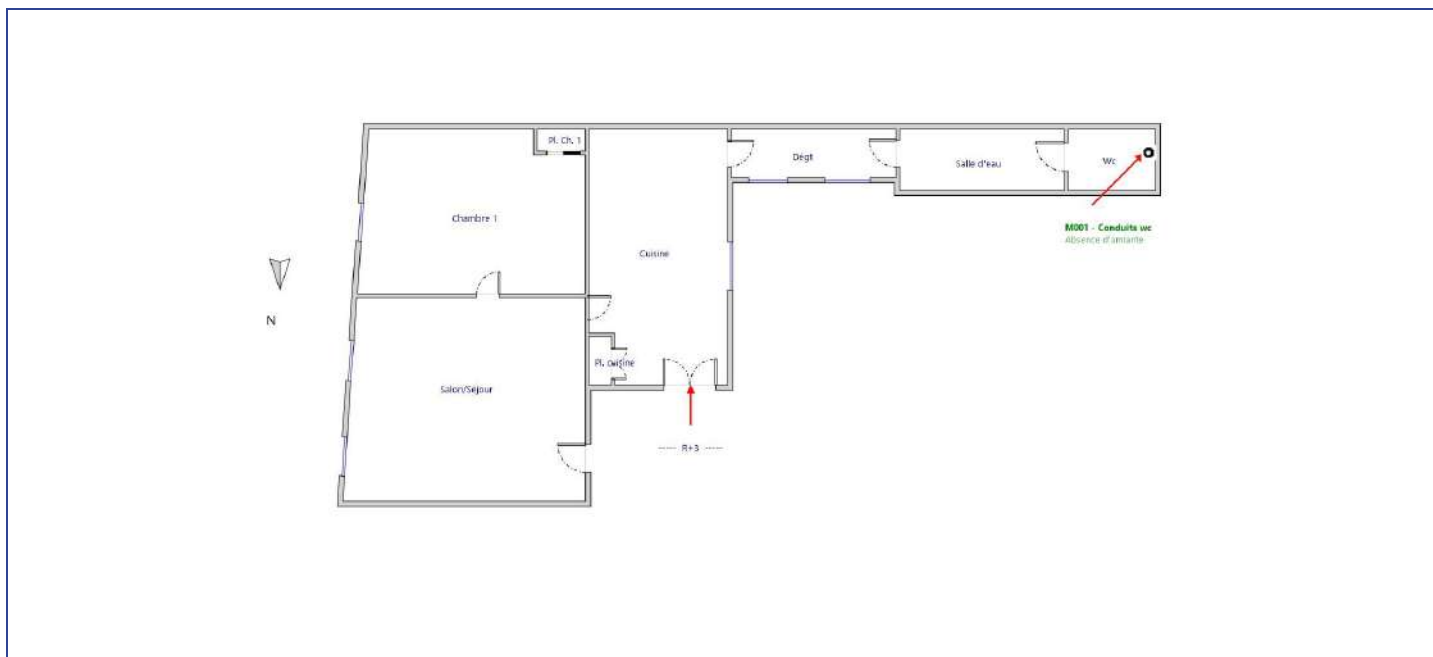 Pl. Ch. 1
Dégt
Salle d'eau
Wc
Chambre 1
M001 - Conduits wc
Absence d'amiante
Cuisine
N
Pl. cuisine
Salon/Séjour
R+3